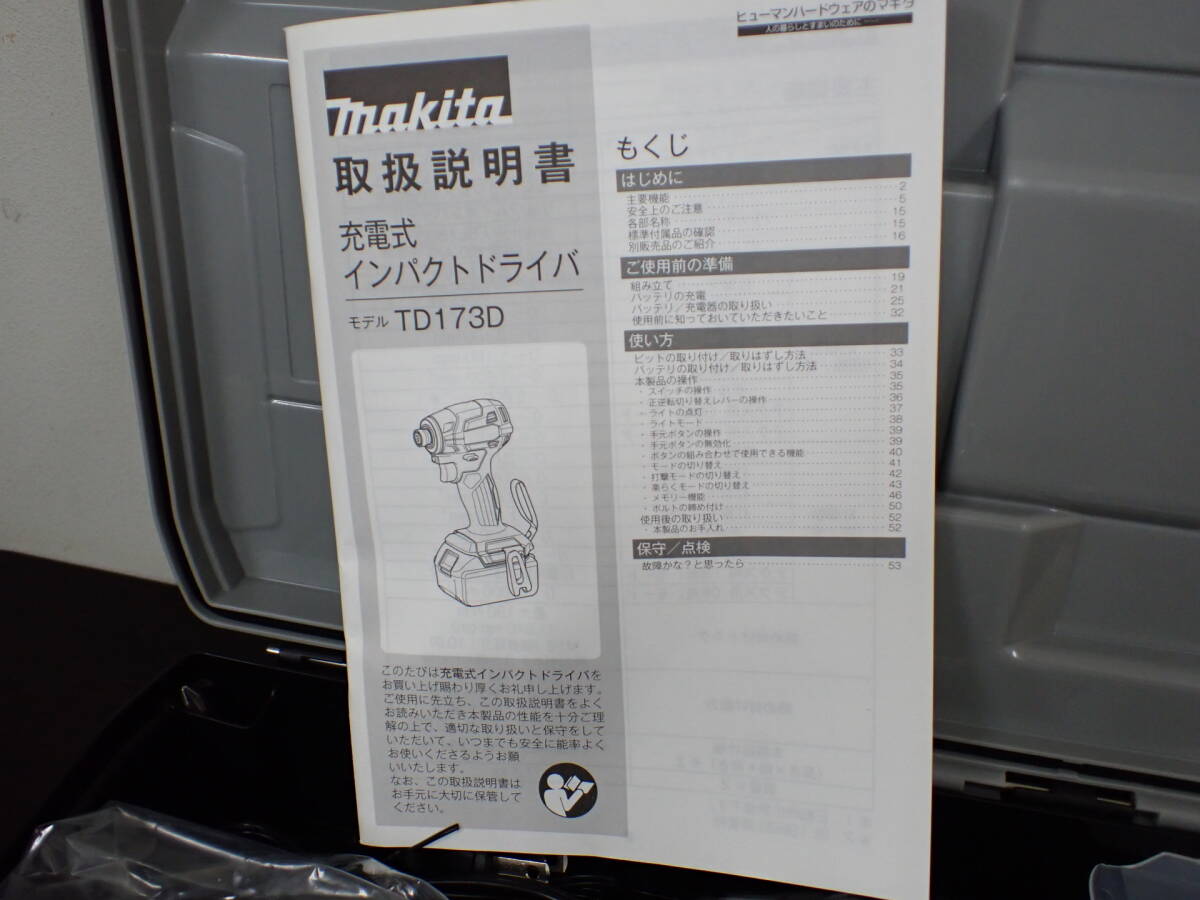 makita
取扱説明書
充電式
インパクトドライバ
モデル TD173D
このたびは充電式インパクトドライバを
お買い上げ賜わり厚くお礼申し上げます。
ご使用に先立ち、この取扱説明書をよく
お読みいただき本製品の性能を十分ご理
解の上で、適切な取り扱いと保守をして
いただいて、いつまでも安全に能率よく
お使いくださるようお願
いいたします。
なお、この取扱説明書は
お手元に大切に保管して
ください。
ヒューマンハードウェアのマキタ
人の暮らしとすまいのために
もくじ
はじめに
主要機能 2
安全上のご注意 5
各部名称 15
標準付属品の確認 15
別販売品のご紹介 16
ご使用前の準備
組み立て 19
バッテリの充電 21
バッテリ／充電器の取り扱い 25
使用前に知っておいていただきたいこと 32
使い方
ビットの取り付け／取りはずし方法 33
バッテリの取り付け／取りはずし方法 34
本製品の操作 35
・スイッチの操作 35
・正逆転切り替えレバーの操作 36
・ライトの点灯 37
・ライトモード 38
・手元ボタンの操作 39
・手元ボタンの無効化 39
・ボタンの組み合わせで使用できる機能 40
・モードの切り替え 41
・打撃モードの切り替え 42
・楽らくモードの切り替え 43
・メモリー機能 46
・ボルトの締め付け 50
使用後の取り扱い 52
・本製品のお手入れ 52
保守／点検
故障かな？と思ったら 53